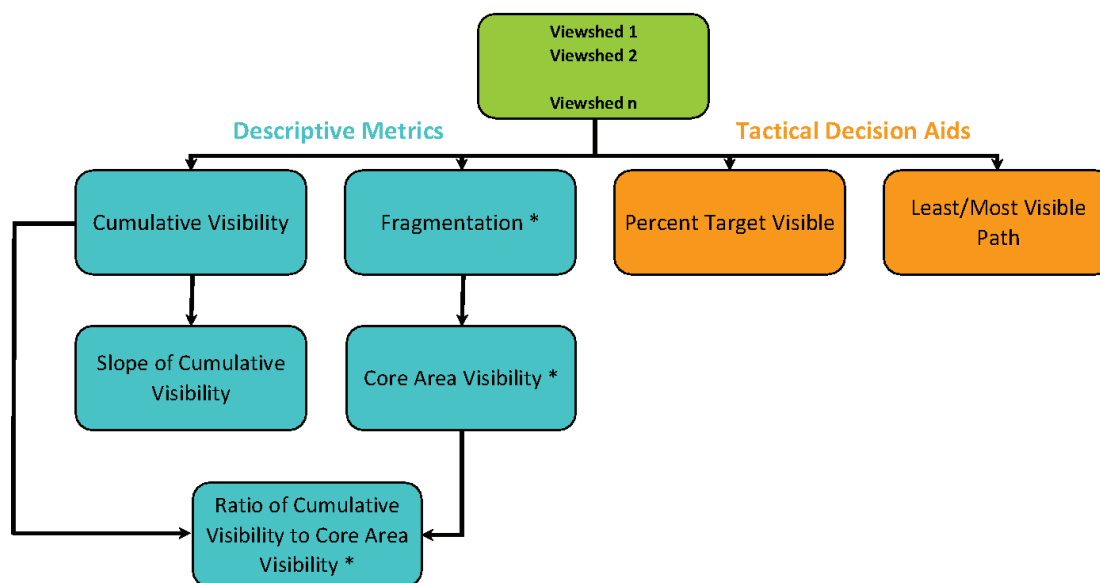 Viewshed 1
Viewshed 2
Viewshed n
Descriptive Metrics
Tactical Decision Aids
Cumulative Visibility
Fragmentation *
Percent Target Visible
Least/Most Visible
Path
Slope of Cumulative
Visibility
Core Area Visibility *
Ratio of Cumulative
Visibility to Core Area
Visibility *